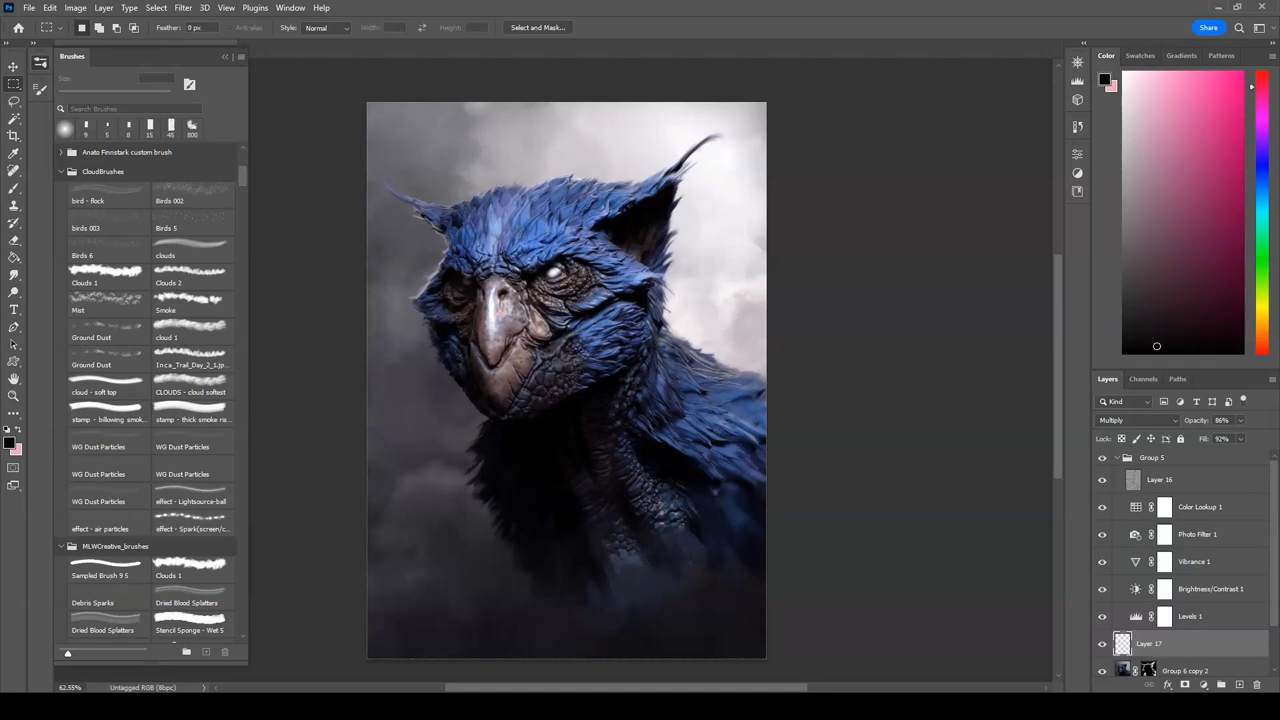 Ps File Edit Image Layer Type Select Filter 3D View Plugins Window Help
Feather: 0 px Anti-alias Style: Normal Width: Height: Select and Mask... Share
Brushes
Size:
Search Brushes
9 5 8 15 45 800
Anato Finnstark custom brush
CloudBrushes
bird - flock Birds 002
birds 003 Birds 5
Birds 6 clouds
Clouds 1 Clouds 2
Mist Smoke
Ground Dust cloud 1
Ground Dust Inca_Trail_Day_2_1.jp...
cloud - soft top CLOUDS - cloud softest
stamp - billowing smok... stamp - thick smoke ris...
WG Dust Particles WG Dust Particles
WG Dust Particles WG Dust Particles
WG Dust Particles effect - Lightsource-ball
effect - air particles effect - Spark(screen/c...
MLWCreative_brushes
Sampled Brush 9 5 Clouds 1
Debris Sparks Dried Blood Splatters
Dried Blood Splatters Stencil Sponge - Wet 5
62.55% Untagged RGB (8bpc)
Color Swatches Gradients Patterns
Layers Channels Paths
Kind
Multiply Opacity: 86%
Lock: Fill: 92%
Group 5
Layer 16
Color Lookup 1
Photo Filter 1
Vibrance 1
Brightness/Contrast 1
Levels 1
Layer 17
Group 6 copy 2
fx